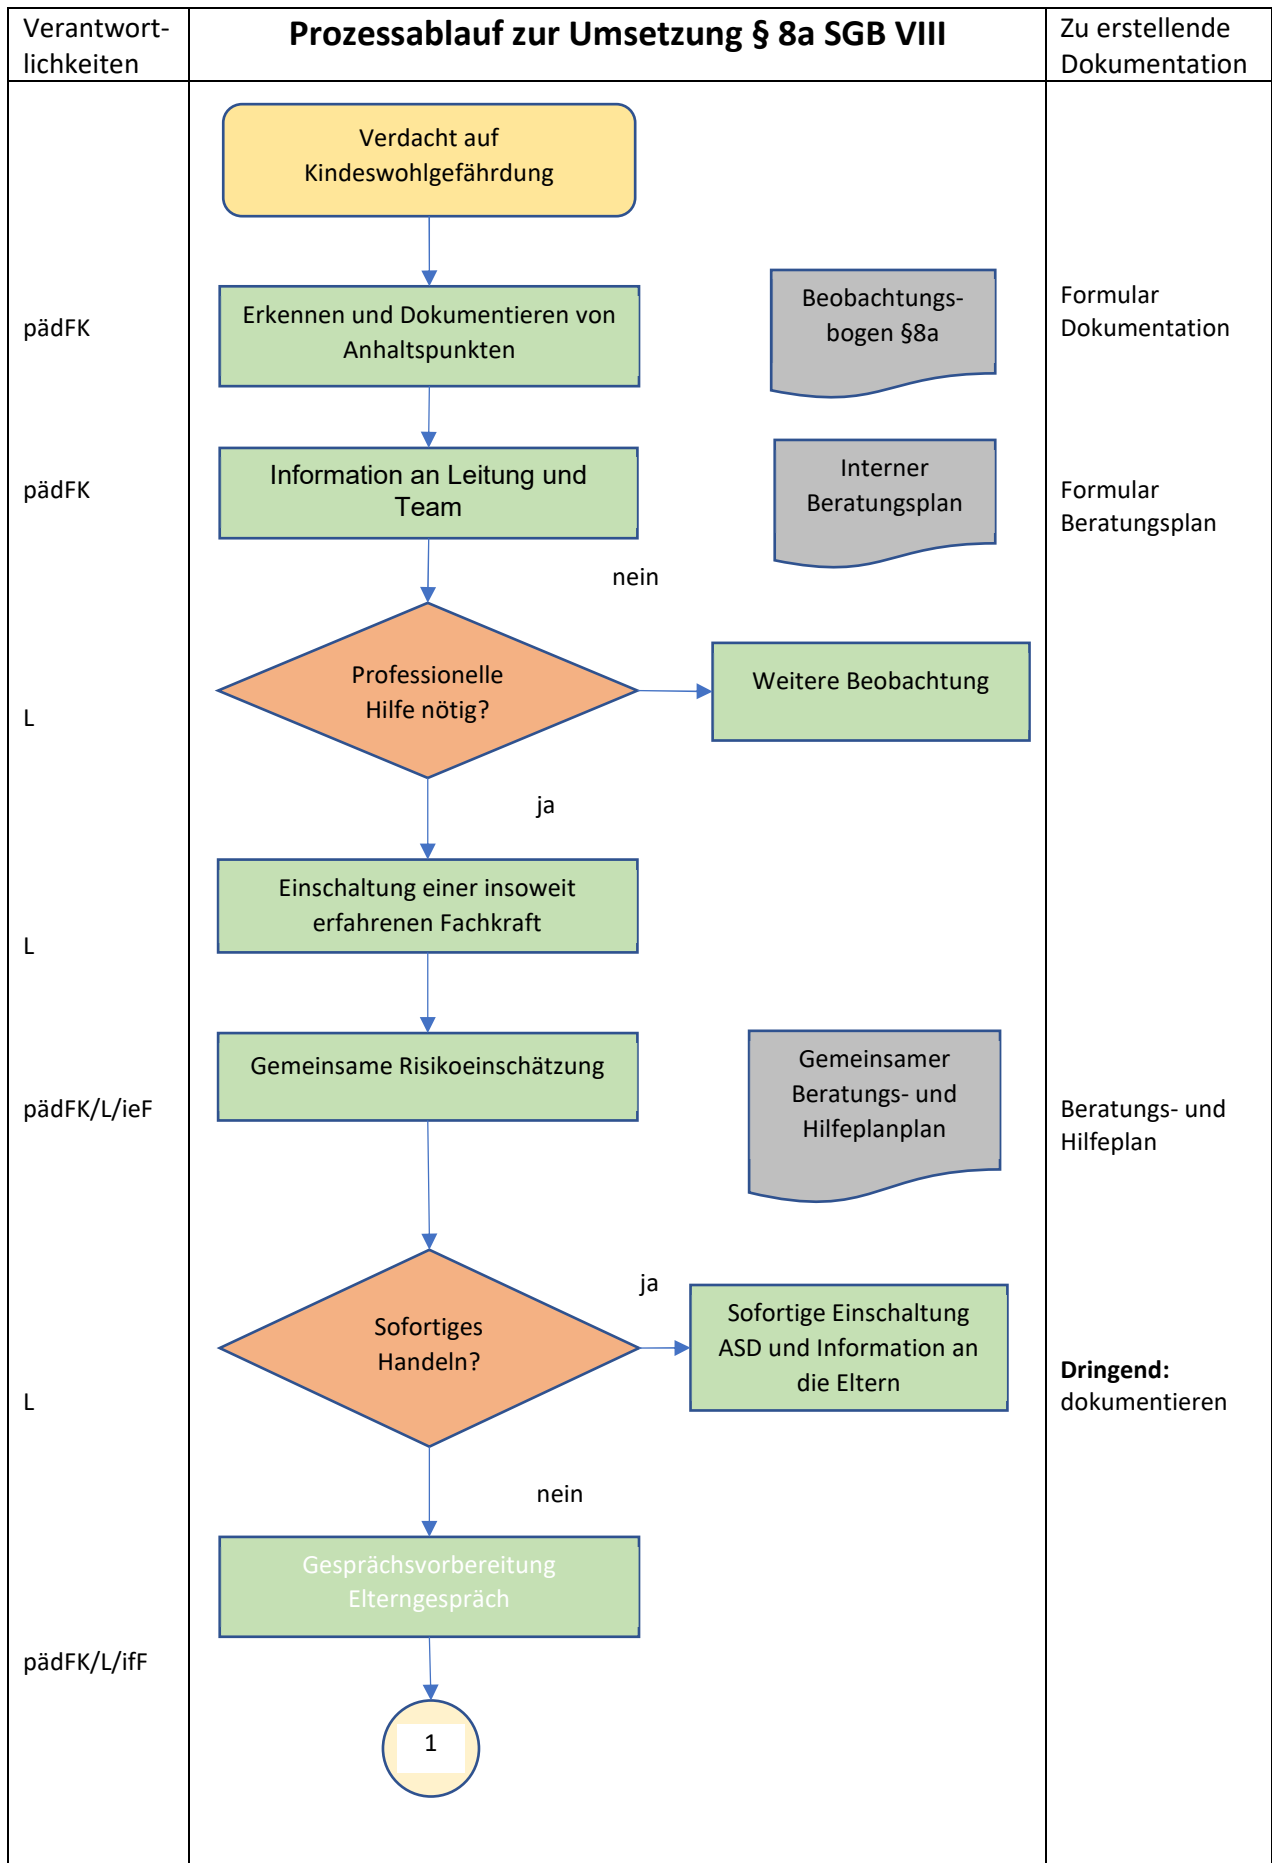 Verantwort-
lichkeiten
Prozessablauf zur Umsetzung § 8a SGB VIII
Zu erstellende
Dokumentation
Verdacht auf
Kindeswohlgefährdung
pädFK
Erkennen und Dokumentieren von
Anhaltspunkten
Beobachtungs-
bogen §8a
Formular
Dokumentation
pädFK
Information an Leitung und
Team
Interner
Beratungsplan
Formular
Beratungsplan
nein
L
Professionelle
Hilfe nötig?
Weitere Beobachtung
ja
L
Einschaltung einer insoweit
erfahrenen Fachkraft
pädFK/L/ieF
Gemeinsame Risikoeinschätzung
Gemeinsamer
Beratungs- und
Hilfeplanplan
Beratungs- und
Hilfeplan
ja
L
Sofortiges
Handeln?
Sofortige Einschaltung
ASD und Information an
die Eltern
Dringend:
dokumentieren
nein
Gesprächsvorbereitung
Elterngespräch
pädFK/L/ifF
1